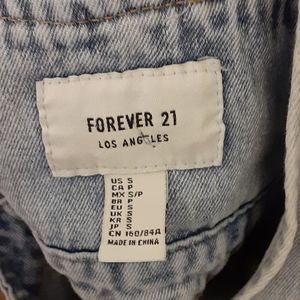 FOREVER 21
LOS ANGELES
US S
CA P
MX S/P
BR P
EU S
UK S
KR S
JP S
CN 160/84A
MADE IN CHINA